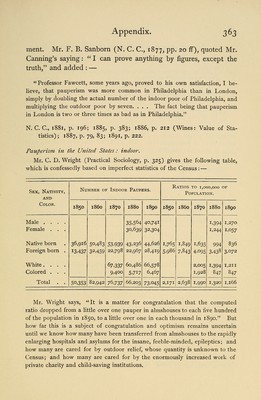 Appendix. 363
ment. Mr. F. B. Sanborn (N. C. C., 1877, pp. 20 ff), quoted Mr.
Canning's saying: "I can prove anything by figures, except the
truth," and added: —
"Professor Fawcett, some years ago, proved to his own satisfaction, I be-
lieve, that pauperism was more common in Philadelphia than in London,
simply by doubling the actual number of the indoor poor of Philadelphia, and
multiplying the outdoor poor by seven. . . . The fact being that pauperism
in London is two or three times as bad as in Philadelphia."
N. C. C., 1881, p. 196; 1885, p. 383; 1886, p. 212 (Wines: Value of Sta-
tistics); 1887, p. 79, 83; 1891, p. 222.
Pauperism in the United States: indoor.
Mr. C. D. Wright (Practical Sociology, p. 325) gives the following table,
which is confessedly based on imperfect statistics of the Census: —
Sex, Nativity, and Color. Number of Indoor Paupers. Ratios to 1,000,000 of Population.
1850 1860 1870 1880 1890 1850 1860 1870 1880 1890
Male . . . . 35,564 40,742 1,394 1,270
Female . . . 30,639 32,304 1,244 1,057
Native born . 36,916 50,483 53,939 43,236 44,626 1,765 1,849 1,635 994 836
Foreign born . 13,437 32,459 22,798 22,967 28,419 5,986 7,843 4,095 3,438 3,072
White. . . . 67,337 60,486 66,578 2,005 1,394 1,211
Colored . . . 9,400 5,717 6,467 1,928 847 847
Total . . 50,353 82,942 76,737 66,203 73,045 2,171 2,638 1,990 1,320 1,166
Mr. Wright says, "It is a matter for congratulation that the computed
ratio dropped from a little over one pauper in almshouses to each five hundred
of the population in 1850, to a little over one in each thousand in 1890." But
how far this is a subject of congratulation and optimism remains uncertain
until we know how many have been transferred from almshouses to the rapidly
enlarging hospitals and asylums for the insane, feeble-minded, epileptics; and
how many are cared for by outdoor relief, whose quantity is unknown to the
Census; and how many are cared for by the enormously increased work of
private charity and child-saving institutions.